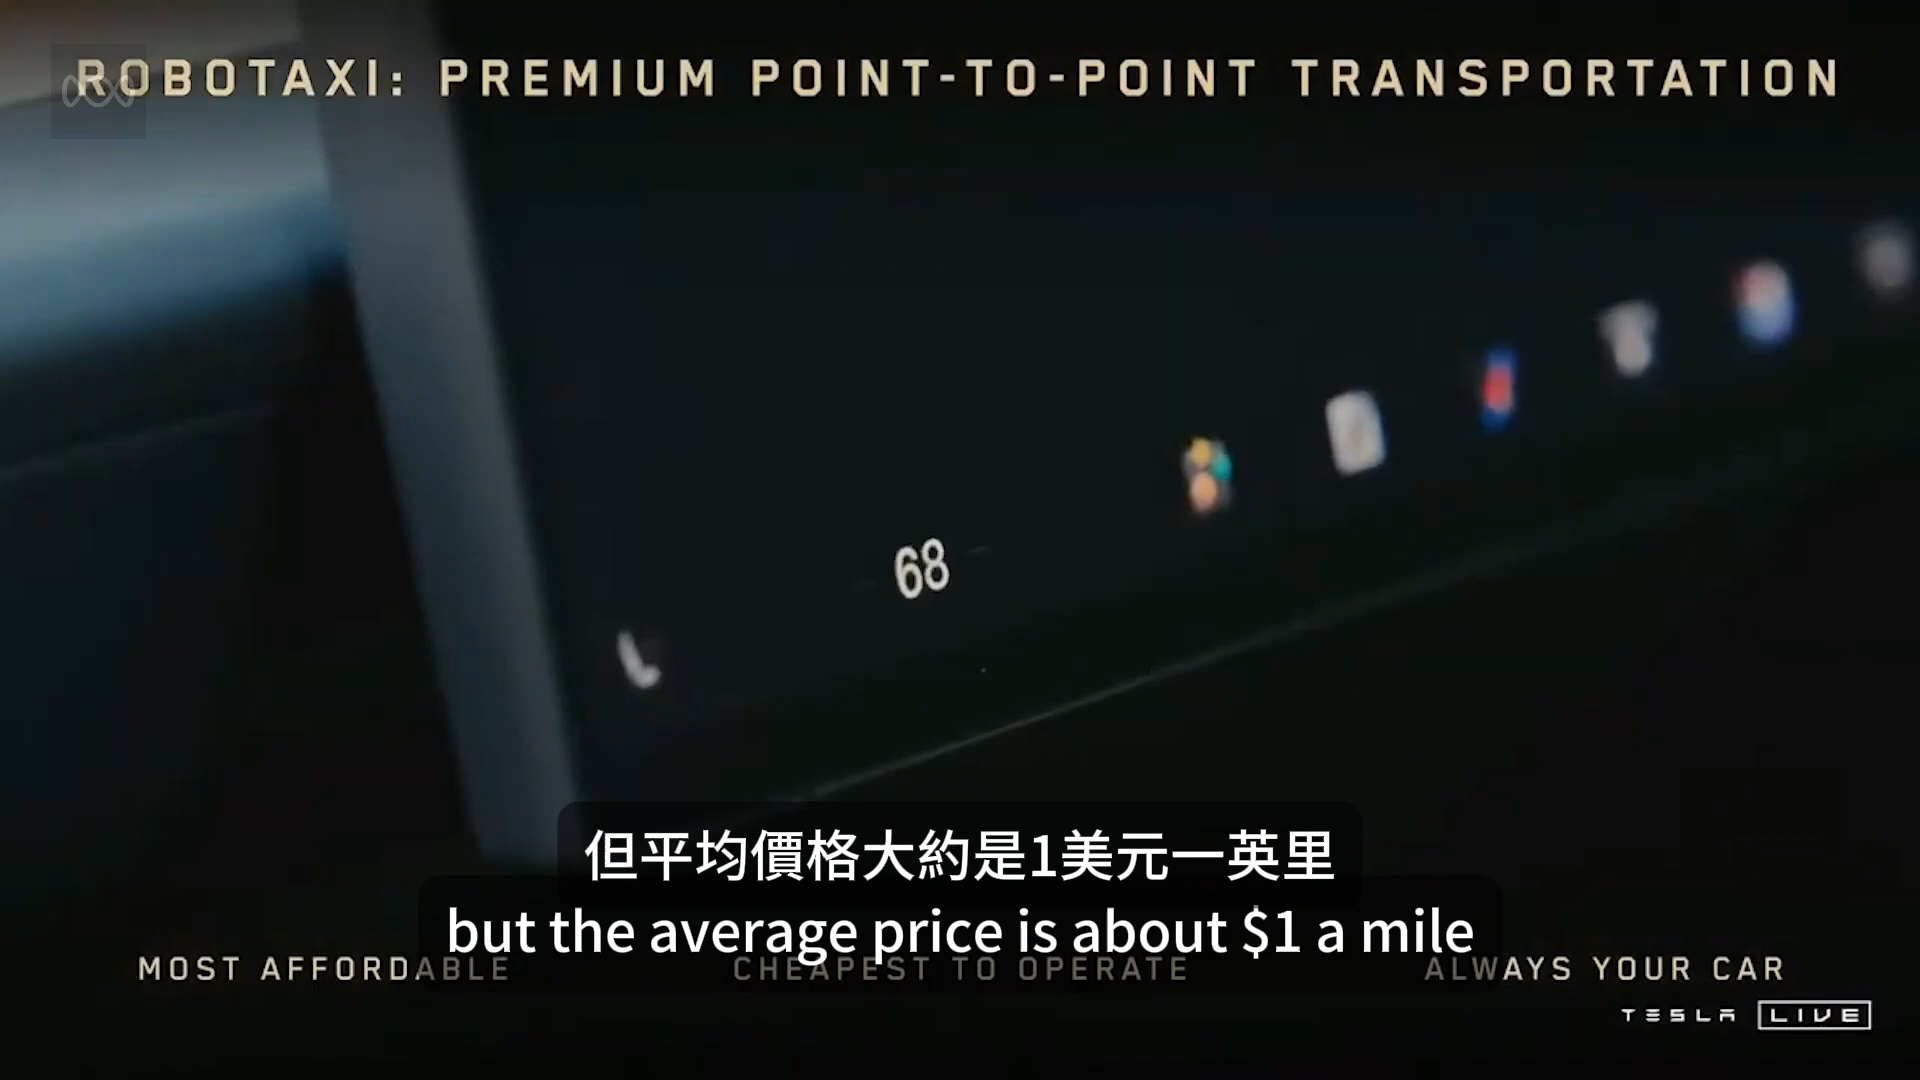 ROBOTAXI: PREMIUM POINT-TO-POINT TRANSPORTATION
68
但平均價格大約是1美元一英里
but the average price is about $1 a mile
MOST AFFORDABLE
CHEAPEST TO OPERATE
ALWAYS YOUR CAR
TESLA LIVE